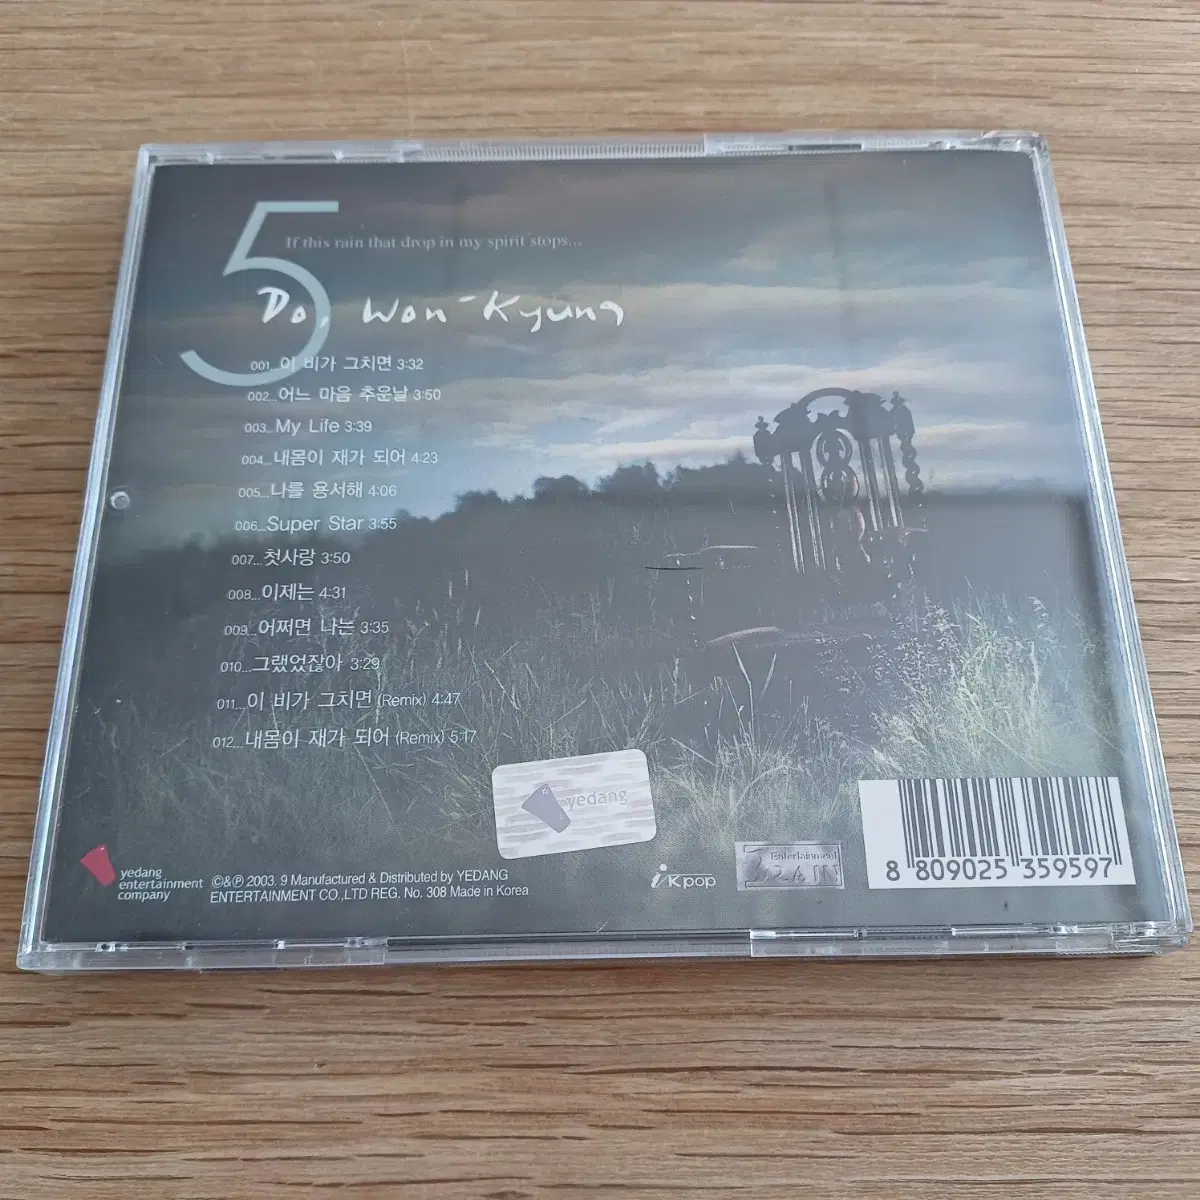 5
If this rain that drop in my spirit stops...
Do, Won-Kyung
001...이 비가 그치면 3:32
002...어느 마음 추운날 3:50
003...My Life 3:39
004...내몸이 재가 되어 4:23
005...나를 용서해 4:06
006...Super Star 3:55
007...첫사랑 3:50
008...이제는 4:31
009...어쩌면 나는 3:35
010...그랬었잖아 3:29
011...이 비가 그치면 (Remix) 4:47
012...내몸이 재가 되어 (Remix) 5:17
yedang
yedang
entertainment
company
©&℗ 2003. 9 Manufactured & Distributed by YEDANG
ENTERTAINMENT CO.,LTD REG. No. 308 Made in Korea
iKpop
Entertainment
8 809025 359597